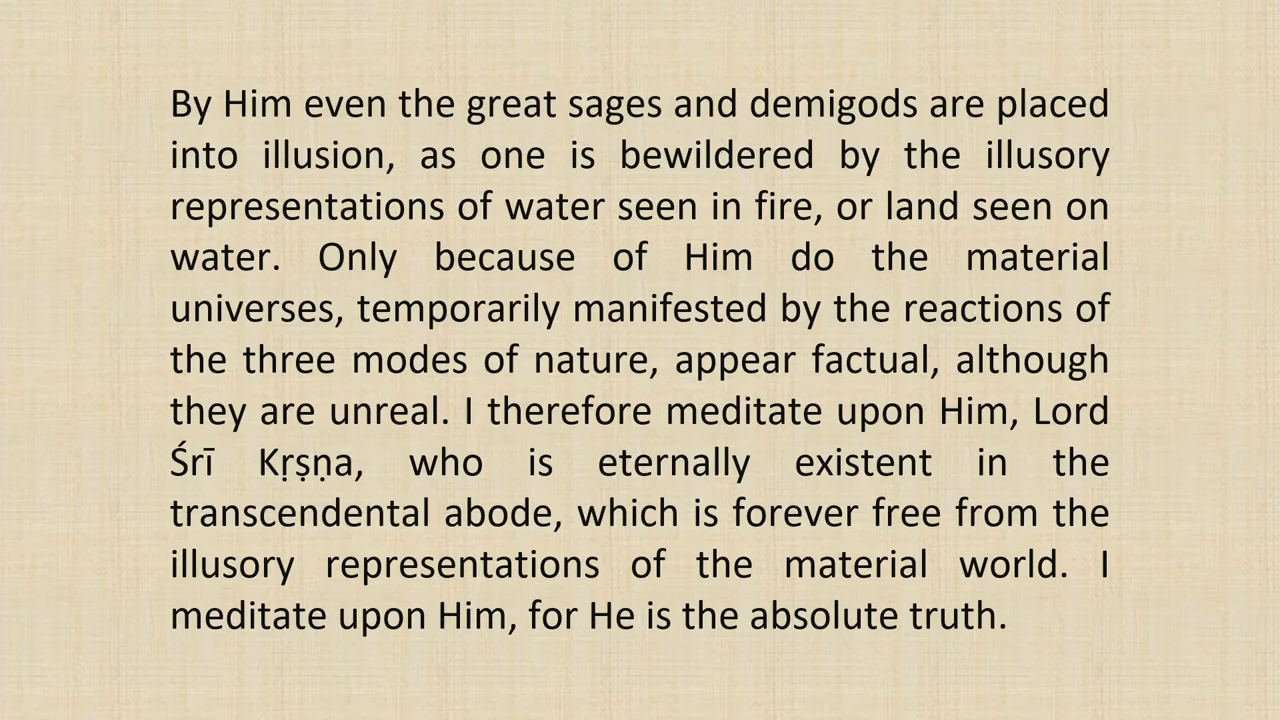 By Him even the great sages and demigods are placed
into illusion, as one is bewildered by the illusory
representations of water seen in fire, or land seen on
water. Only because of Him do the material
universes, temporarily manifested by the reactions of
the three modes of nature, appear factual, although
they are unreal. I therefore meditate upon Him, Lord
Śrī Kṛṣṇa, who is eternally existent in the
transcendental abode, which is forever free from the
illusory representations of the material world. I
meditate upon Him, for He is the absolute truth.